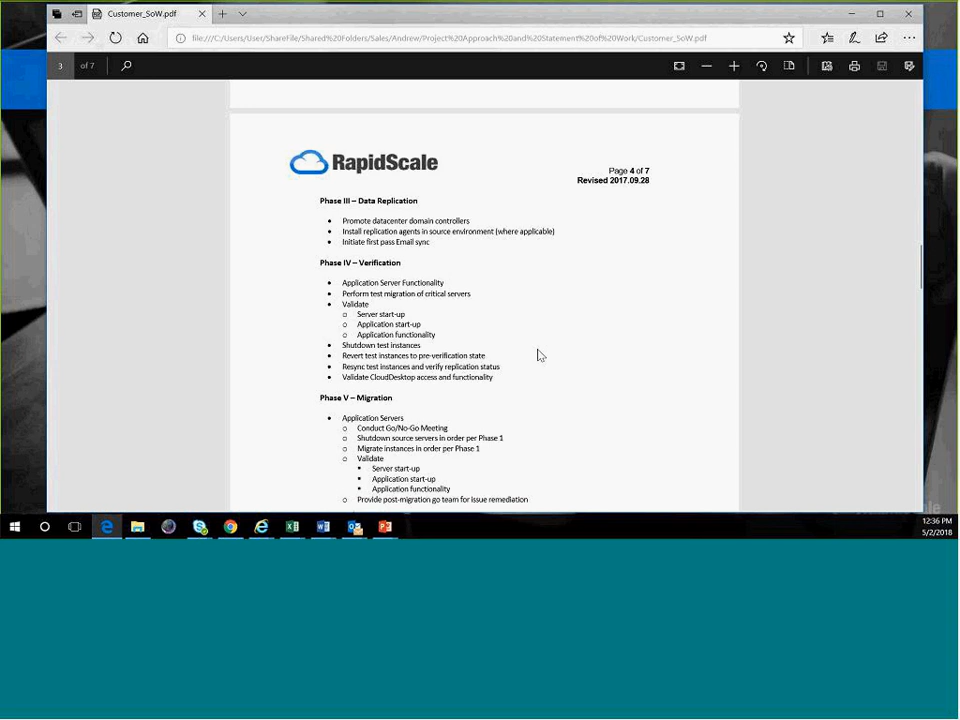 Customer_SoW.pdf
file:///C:/Users/User/ShareFile/Shared%20Folders/Sales/Andrew/Project%20Approach%20and%20Statement%20of%20Work/Customer_SoW.pdf
3 of 7
RapidScale
Page 4 of 7
Revised 2017.09.28
Phase III – Data Replication
• Promote datacenter domain controllers
• Install replication agents in source environment (where applicable)
• Initiate first pass Email sync
Phase IV – Verification
• Application Server Functionality
• Perform test migration of critical servers
• Validate
o Server start-up
o Application start-up
o Application functionality
• Shutdown test instances
• Revert test instances to pre-verification state
• Resync test instances and verify replication status
• Validate CloudDesktop access and functionality
Phase V – Migration
• Application Servers
o Conduct Go/No-Go Meeting
o Shutdown source servers in order per Phase 1
o Migrate instances in order per Phase 1
o Validate
▪ Server start-up
▪ Application start-up
▪ Application functionality
o Provide post-migration go team for issue remediation
12:36 PM
5/2/2018